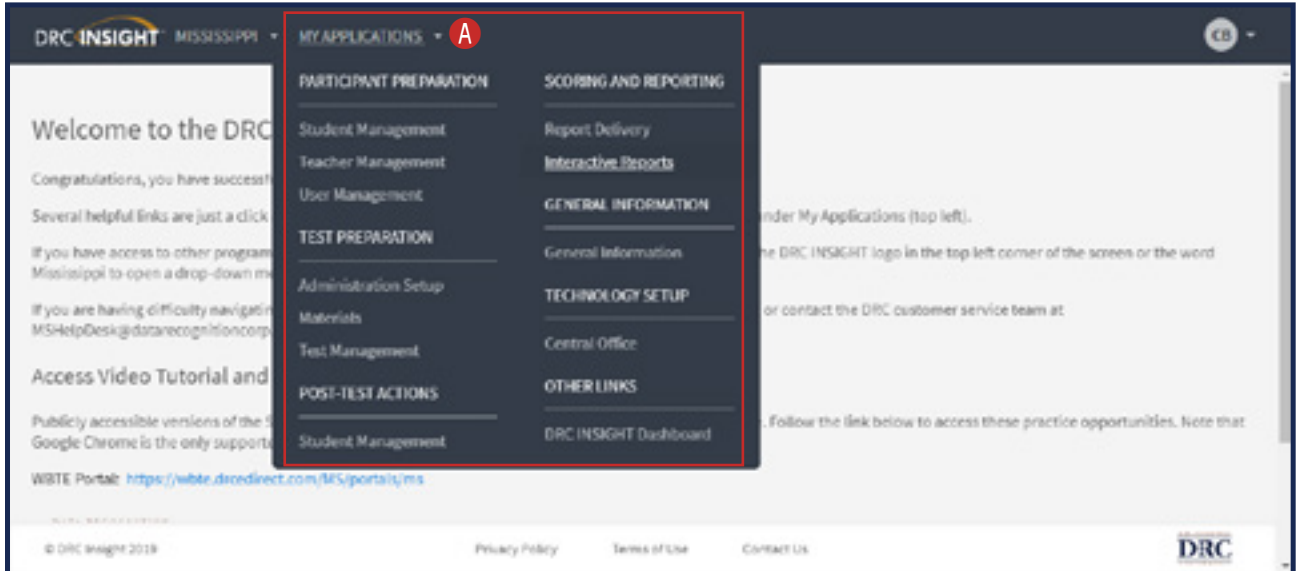 DRC INSIGHT MISSISSIPPI MY APPLICATIONS A CB
PARTICIPANT PREPARATION
Student Management
Teacher Management
User Management
TEST PREPARATION
Administration Setup
Materials
Test Management
POST-TEST ACTIONS
Student Management
SCORING AND REPORTING
Report Delivery
Interactive Reports
GENERAL INFORMATION
General Information
TECHNOLOGY SETUP
Central Office
OTHER LINKS
DRC INSIGHT Dashboard
Welcome to the DRC
Congratulations, you have
Several helpful links are just a click under My Applications (top left).
If you have access to other program the DRC INSIGHT logo in the top left corner of the screen or the word
Mississippi to open a drop-down
If you are having difficulty or contact the DRC customer service team at
MSHelpDesk@datarecognitioncorp
Access Video Tutorial and
Publicly accessible versions of the S . Follow the link below to access these practice opportunities. Note that
Google Chrome is the only
WBTE Portal: https://wbte.drcedirect.com/MS/portals/ms
© DRC Insight 2019 Privacy Policy Terms of Use Contact Us DRC